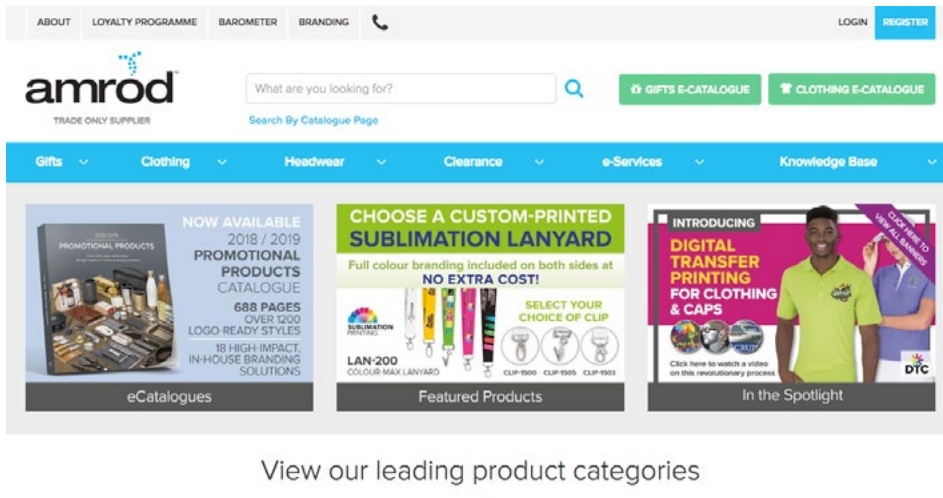 ABOUT LOYALTY PROGRAMME BAROMETER BRANDING LOGIN REGISTER
amrod
TRADE ONLY SUPPLIER
What are you looking for?
Search By Catalogue Page
GIFTS E-CATALOGUE CLOTHING E-CATALOGUE
Gifts Clothing Headwear Clearance e-Services Knowledge Base
NOW AVAILABLE
2018 / 2019
PROMOTIONAL
PRODUCTS
CATALOGUE
688 PAGES
OVER 1200
LOGO-READY STYLES
18 HIGH-IMPACT,
IN-HOUSE BRANDING
SOLUTIONS
2018/2019
PROMOTIONAL PRODUCTS
eCatalogues
CHOOSE A CUSTOM-PRINTED
SUBLIMATION LANYARD
Full colour branding included on both sides at
NO EXTRA COST!
SELECT YOUR
CHOICE OF CLIP
SUBLIMATION
PRINTING
LAN-200
COLOUR-MAX LANYARD
CLIP-1500 CLIP-1505 CLIP-1503
Featured Products
INTRODUCING
DIGITAL
TRANSFER
PRINTING
FOR CLOTHING
& CAPS
Click here to watch a video
on this revolutionary process
CLICK HERE TO
VIEW ALL BANNERS
DTC
In the Spotlight
View our leading product categories